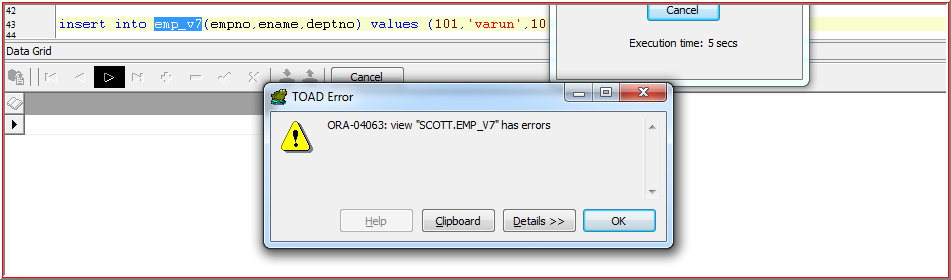 42
43 insert into emp_v7(empno,ename,deptno) values (101,'varun',10
44
Cancel
Execution time: 5 secs
Data Grid
Cancel
TOAD Error
ORA-04063: view "SCOTT.EMP_V7" has errors
Help
Clipboard
Details >>
OK